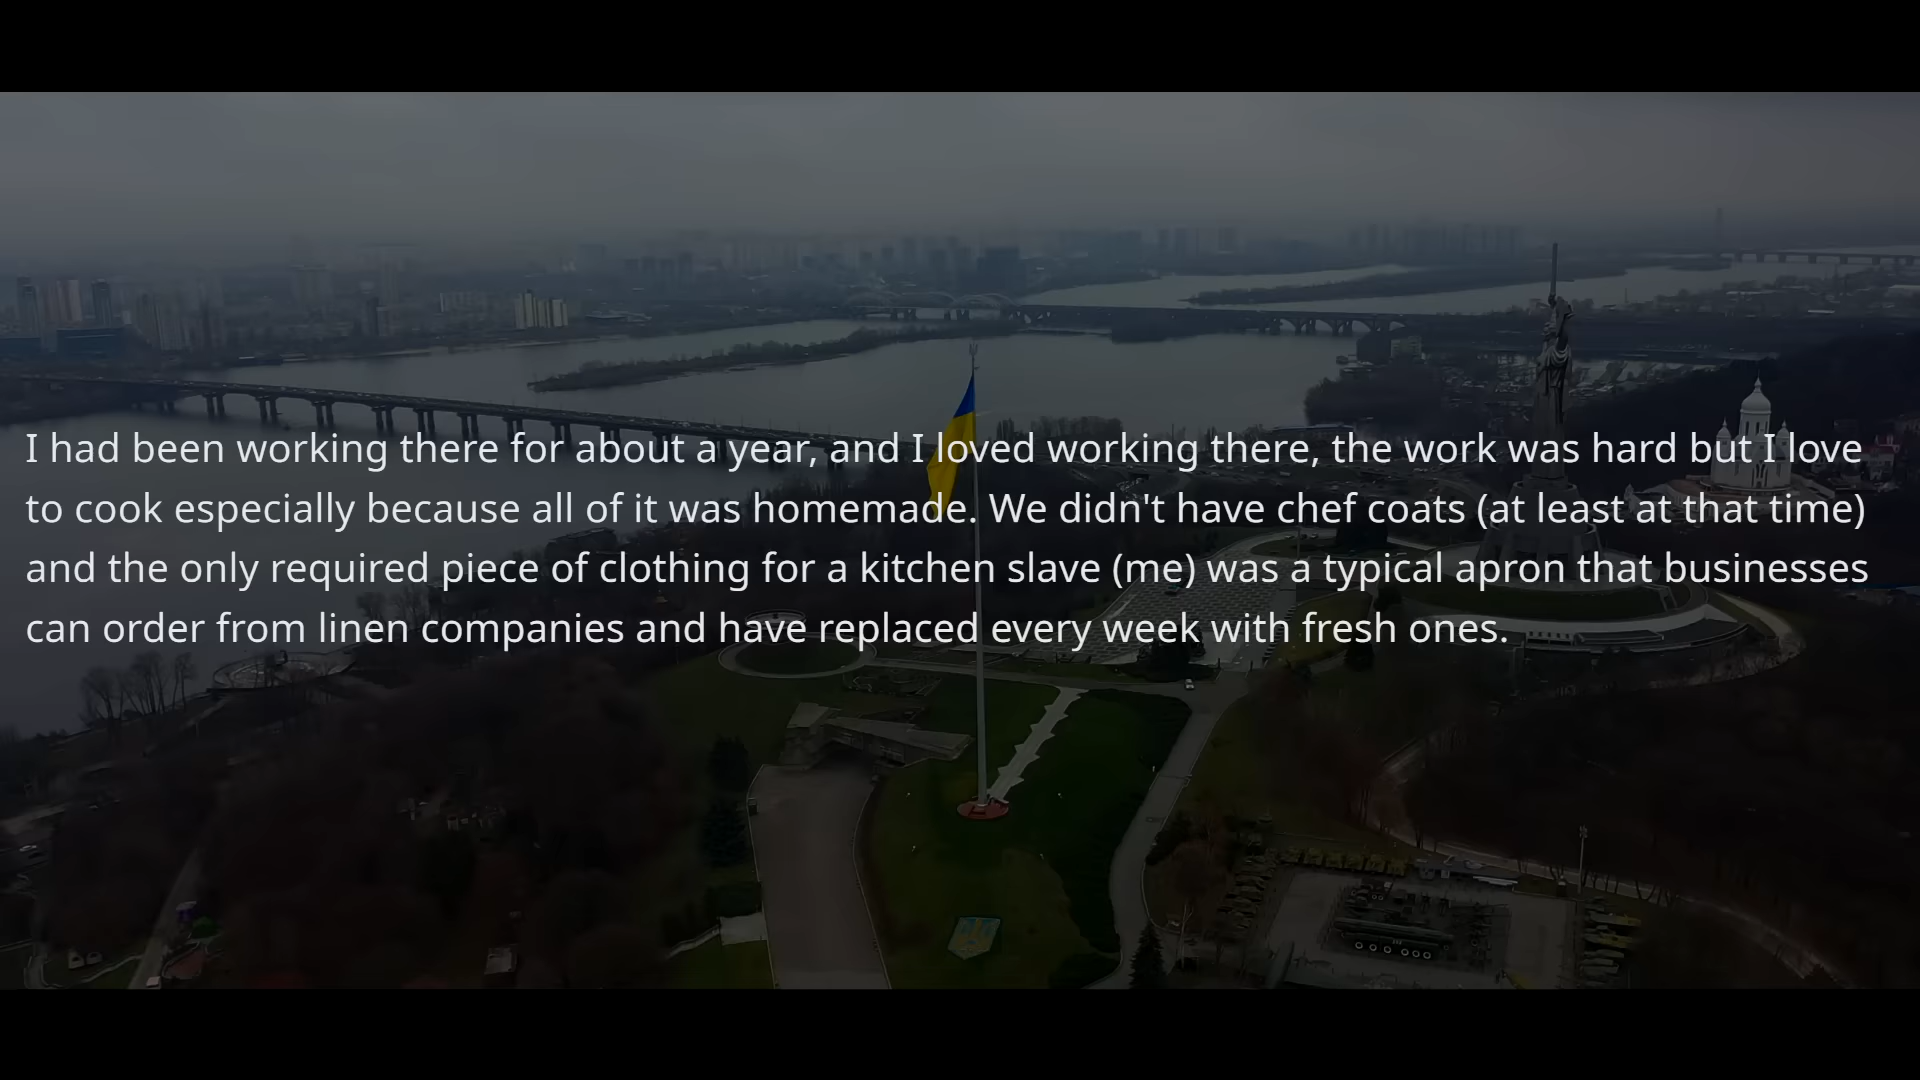 I had been working there for about a year, and I loved working there, the work was hard but I love
to cook especially because all of it was homemade. We didn't have chef coats (at least at that time)
and the only required piece of clothing for a kitchen slave (me) was a typical apron that businesses
can order from linen companies and have replaced every week with fresh ones.